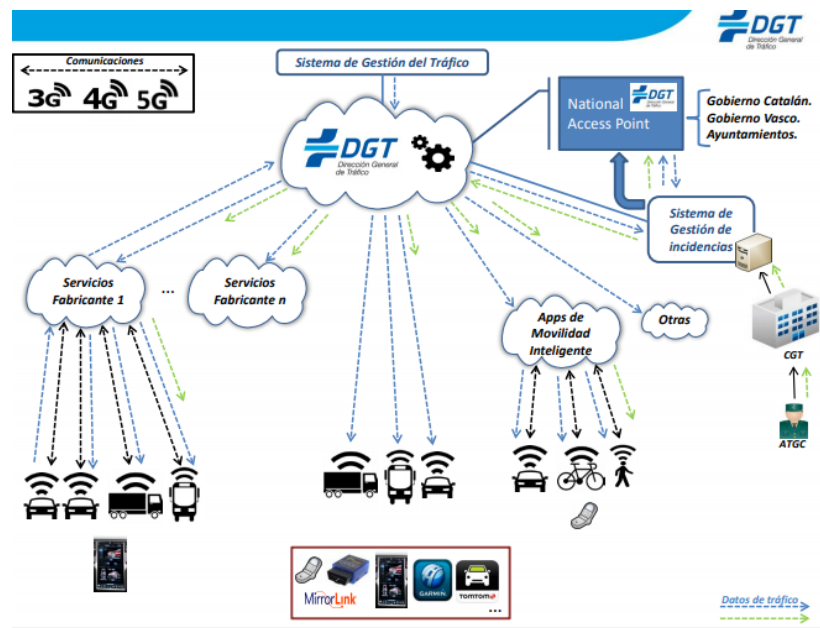 DGT
Dirección General
de Tráfico
Comunicaciones
3G 4G 5G
Sistema de Gestión del Tráfico
National
Access Point
DGT
Gobierno Catalán.
Gobierno Vasco.
Ayuntamientos.
DGT
Dirección General
de Tráfico
Sistema de
Gestión de
incidencias
Servicios
Fabricante 1
...
Servicios
Fabricante n
Apps de
Movilidad
Inteligente
Otras
CGT
ATGC
MirrorLink
GARMIN.
TOMTOM
...
Datos de tráfico